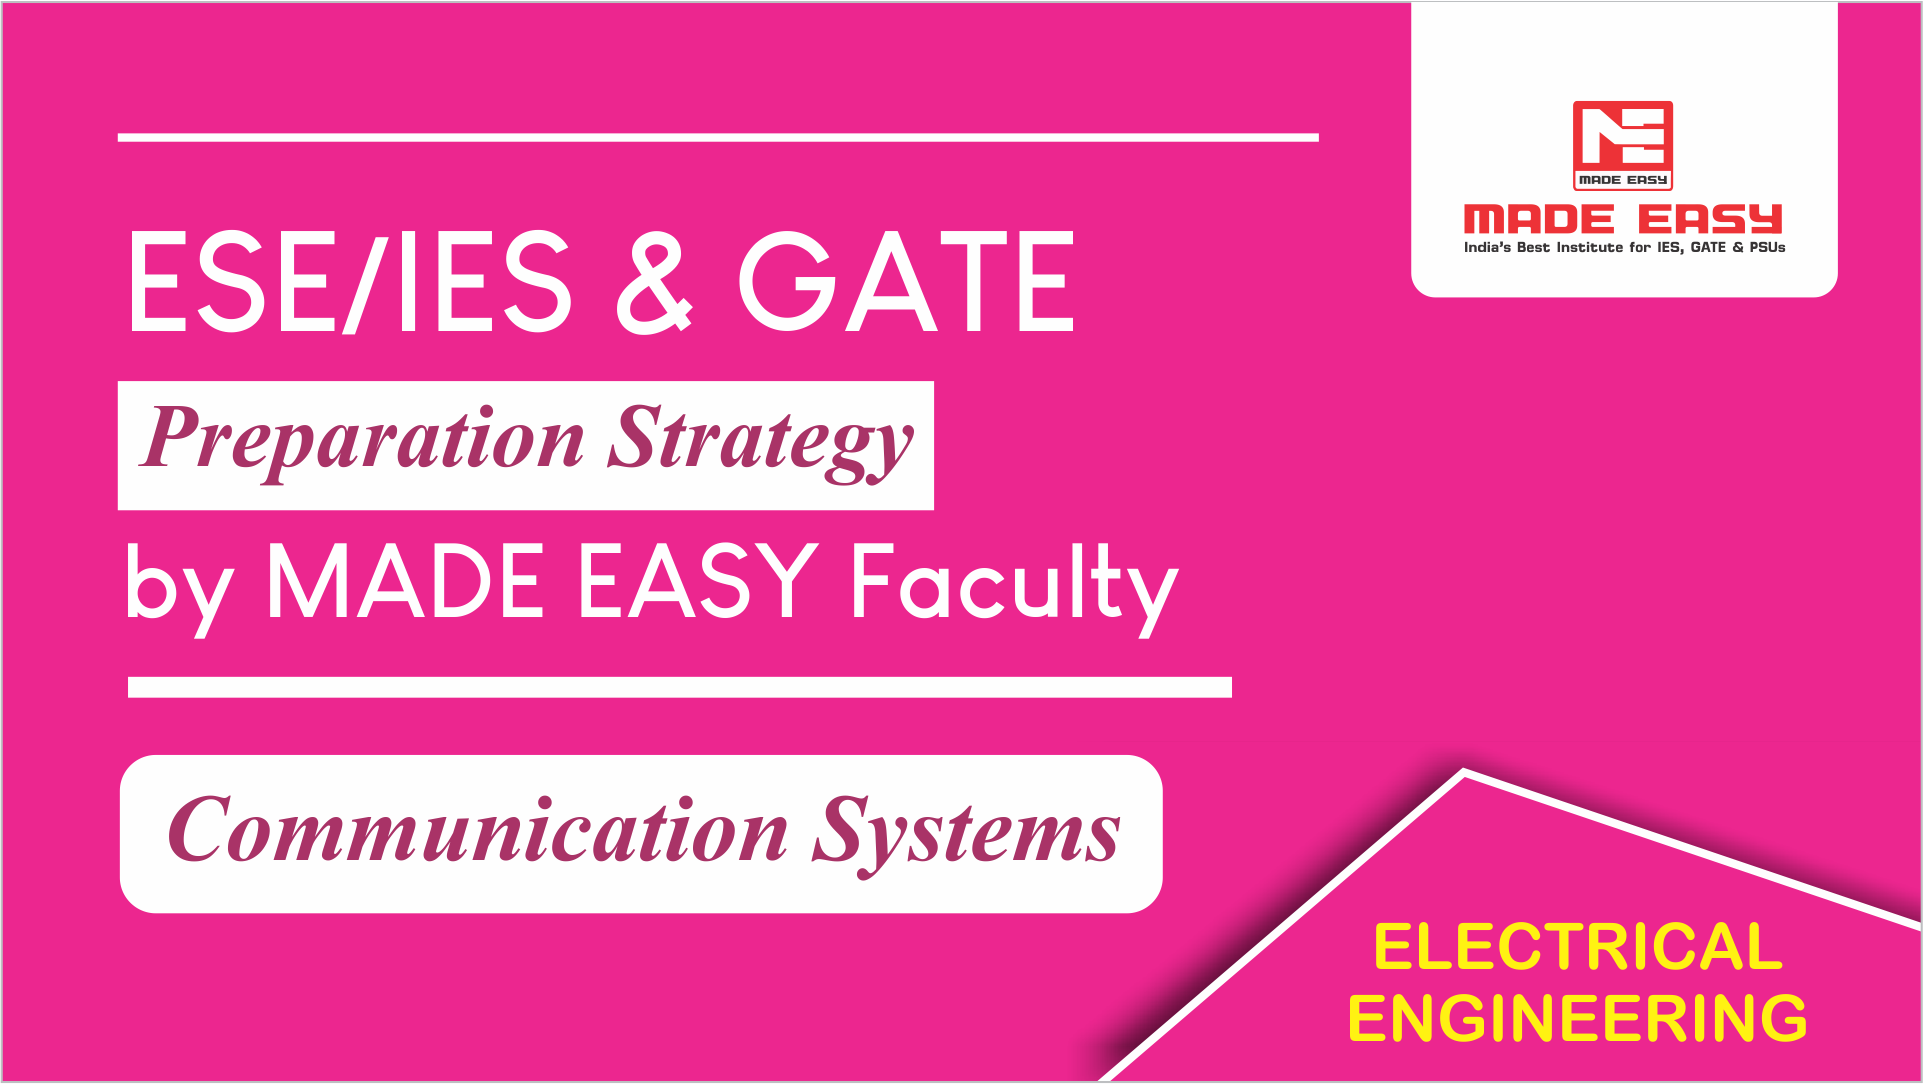 MADE EASY
MADE EASY
India's Best Institute for IES, GATE & PSUs
ESE/IES & GATE
Preparation Strategy
by MADE EASY Faculty
Communication Systems
ELECTRICAL
ENGINEERING